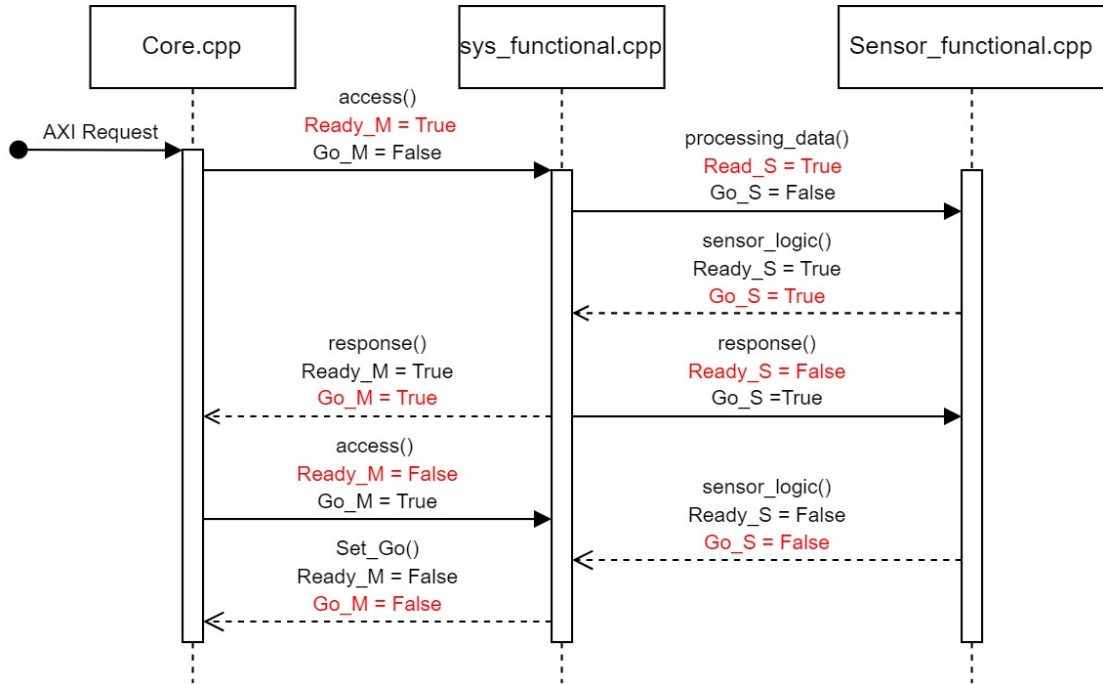 Core.cpp
sys_functional.cpp
Sensor_functional.cpp
AXI Request
access()
Ready_M = True
Go_M = False
processing_data()
Read_S = True
Go_S = False
sensor_logic()
Ready_S = True
Go_S = True
response()
Ready_M = True
Go_M = True
response()
Ready_S = False
Go_S =True
access()
Ready_M = False
Go_M = True
sensor_logic()
Ready_S = False
Go_S = False
Set_Go()
Ready_M = False
Go_M = False